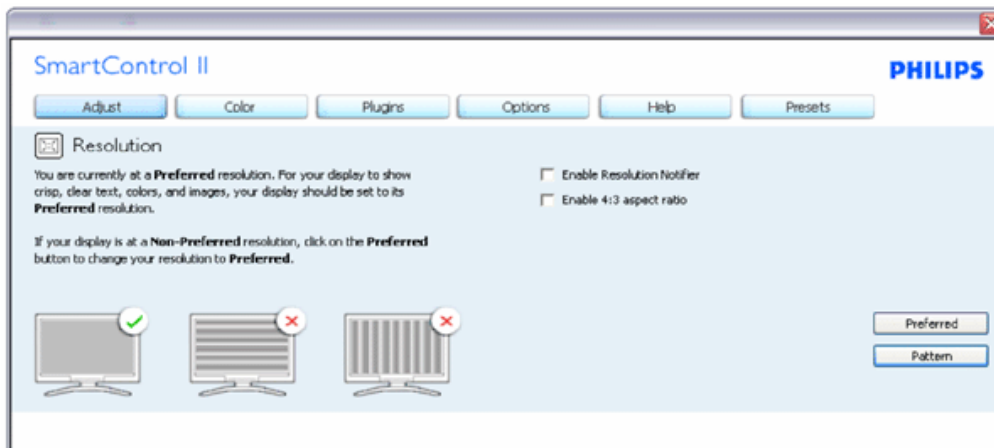 SmartControl II
PHILIPS
Adjust
Color
Plugins
Options
Help
Presets
Resolution
You are currently at a Preferred resolution. For your display to show
crisp, clear text, colors, and images, your display should be set to its
Preferred resolution.
If your display is at a Non-Preferred resolution, click on the Preferred
button to change your resolution to Preferred.
Enable Resolution Notifier
Enable 4:3 aspect ratio
Preferred
Pattern